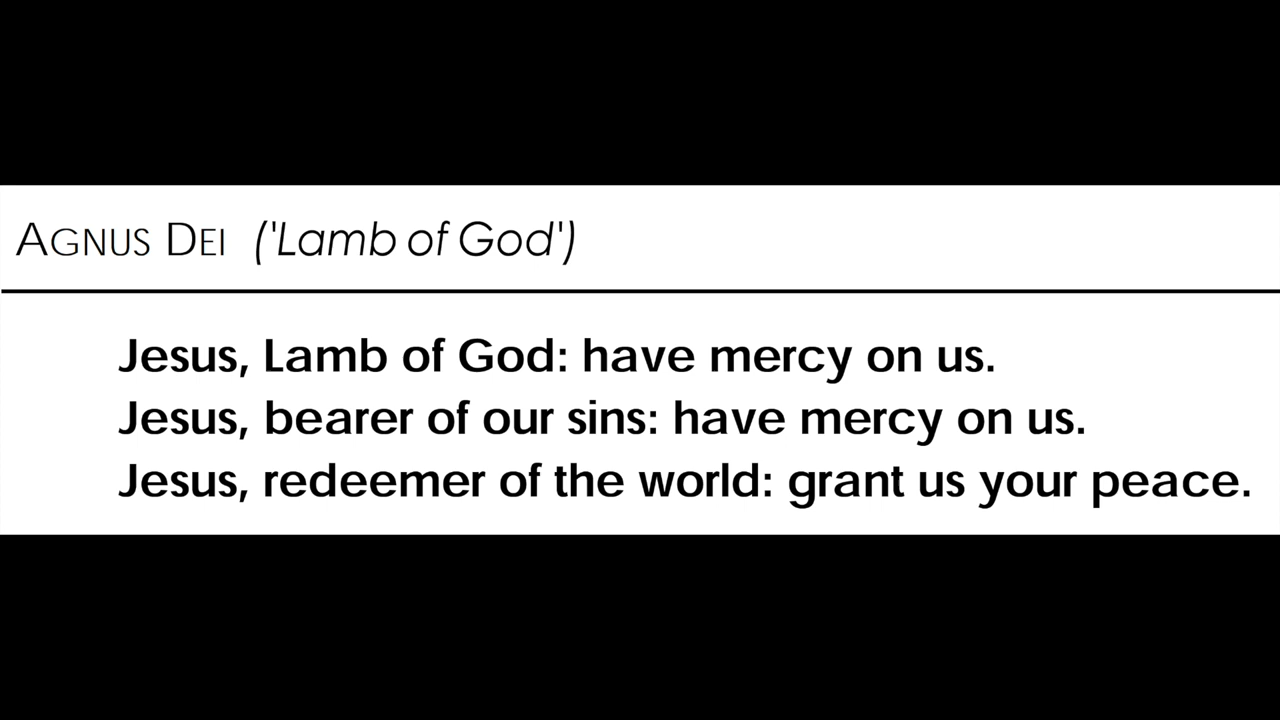 AGNUS DEI ('Lamb of God')
Jesus, Lamb of God: have mercy on us.
Jesus, bearer of our sins: have mercy on us.
Jesus, redeemer of the world: grant us your peace.